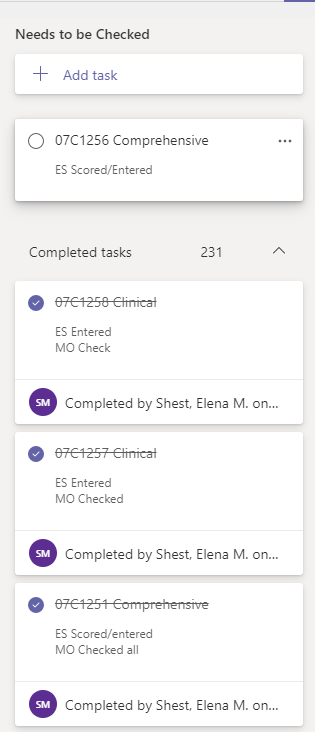 Needs to be Checked
+ Add task
07C1256 Comprehensive ...
ES Scored/Entered
Completed tasks 231
07C1258 Clinical
ES Entered
MO Check
SM Completed by Shest, Elena M. on...
07C1257 Clinical
ES Entered
MO Checked
SM Completed by Shest, Elena M. on...
07C1251 Comprehensive
ES Scored/entered
MO Checked all
SM Completed by Shest, Elena M. on...